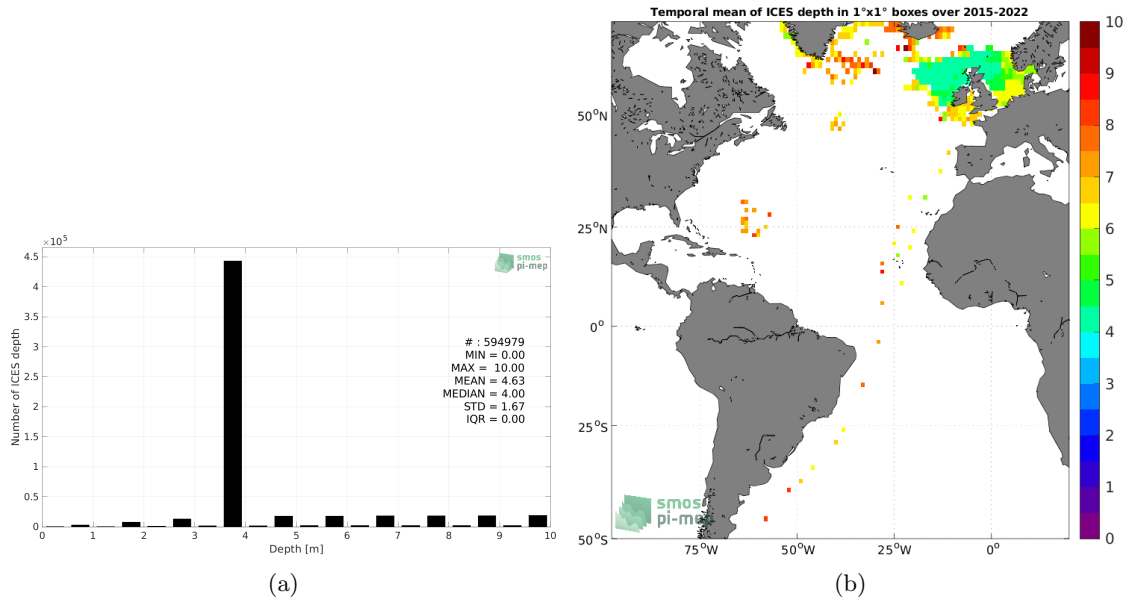 ×10⁵
4.5
4
3.5
3
2.5
2
1.5
1
0.5
0
Number of ICES depth
smos
pi-mep
# : 594979
MIN = 0.00
MAX = 10.00
MEAN = 4.63
MEDIAN = 4.00
STD = 1.67
IQR = 0.00
0 1 2 3 4 5 6 7 8 9 10
Depth [m]
(a)
Temporal mean of ICES depth in 1°x1° boxes over 2015-2022
50°N
25°N
0°
25°S
50°S
75°W 50°W 25°W 0°
smos
pi-mep
10
9
8
7
6
5
4
3
2
1
0
(b)